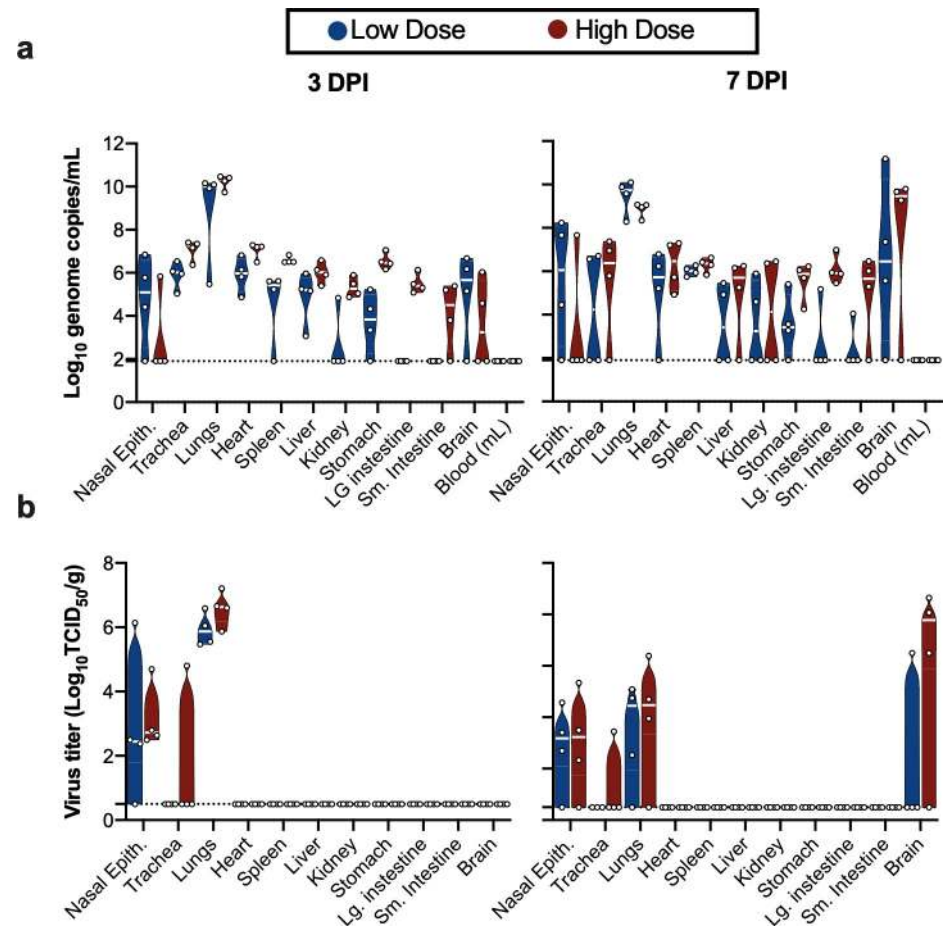 Low Dose High Dose
a
3 DPI 7 DPI
Log10 genome copies/mL
12
10
8
6
4
2
0
Nasal Epith.
Trachea
Lungs
Heart
Spleen
Liver
Kidney
Stomach
LG instestine
Sm. Intestine
Brain
Blood (mL)
Nasal Epith.
Trachea
Lungs
Heart
Spleen
Liver
Kidney
Stomach
Lg. instestine
Sm. Intestine
Brain
Blood (mL)
b
Virus titer (Log10TCID50/g)
8
6
4
2
0
Nasal Epith.
Trachea
Lungs
Heart
Spleen
Liver
Kidney
Stomach
Lg. instestine
Sm. Intestine
Brain
Nasal Epith.
Trachea
Lungs
Heart
Spleen
Liver
Kidney
Stomach
Lg. instestine
Sm. Intestine
Brain